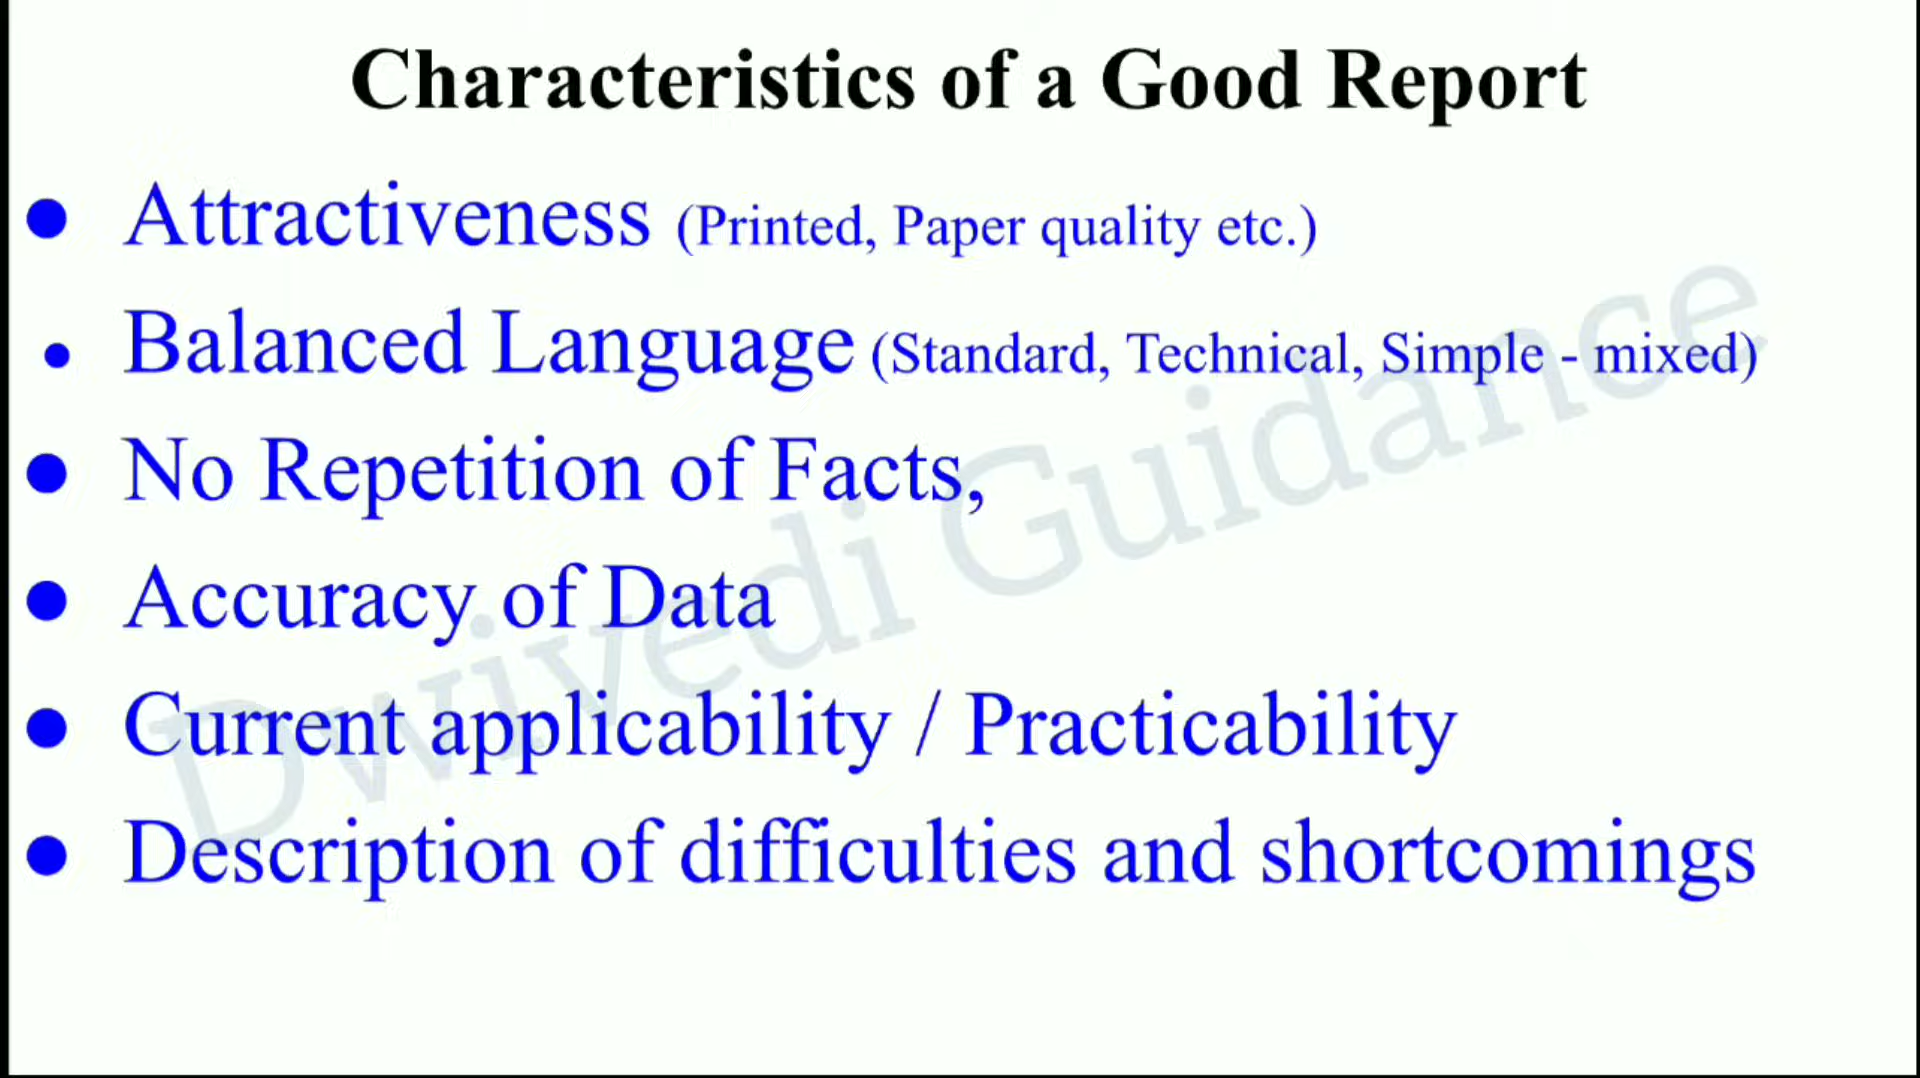 Characteristics of a Good Report
● Attractiveness (Printed, Paper quality etc.)
● Balanced Language (Standard, Technical, Simple - mixed)
● No Repetition of Facts,
● Accuracy of Data
● Current applicability / Practicability
● Description of difficulties and shortcomings
Dwivedi Guidance